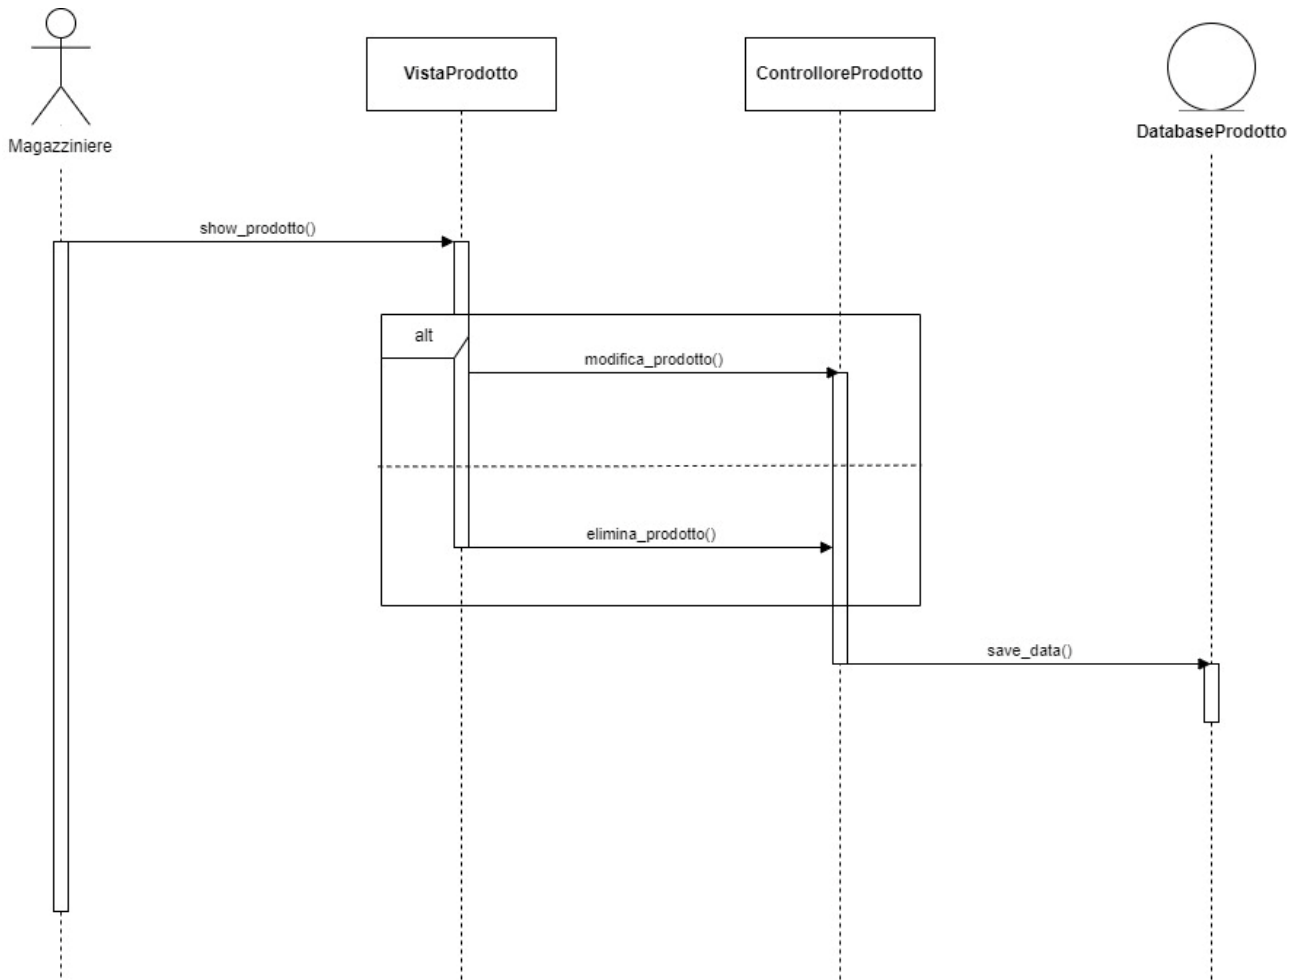 VistaProdotto
ControlloreProdotto
DatabaseProdotto
Magazziniere
show_prodotto()
alt
modifica_prodotto()
elimina_prodotto()
save_data()